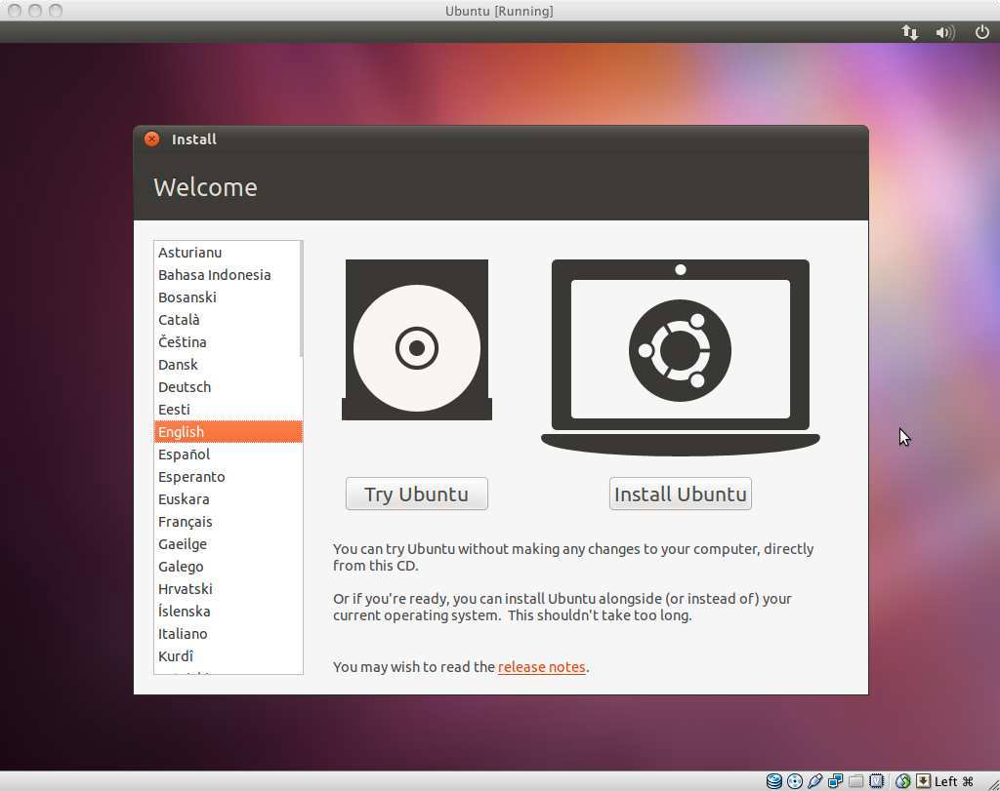 Ubuntu [Running]
Install
Welcome
Asturianu
Bahasa Indonesia
Bosanski
Català
Čeština
Dansk
Deutsch
Eesti
English
Español
Esperanto
Euskara
Français
Gaeilge
Galego
Hrvatski
Íslenska
Italiano
Kurdî
Try Ubuntu
Install Ubuntu
You can try Ubuntu without making any changes to your computer, directly
from this CD.
Or if you're ready, you can install Ubuntu alongside (or instead of) your
current operating system.  This shouldn't take too long.
You may wish to read the release notes.
Left ⌘